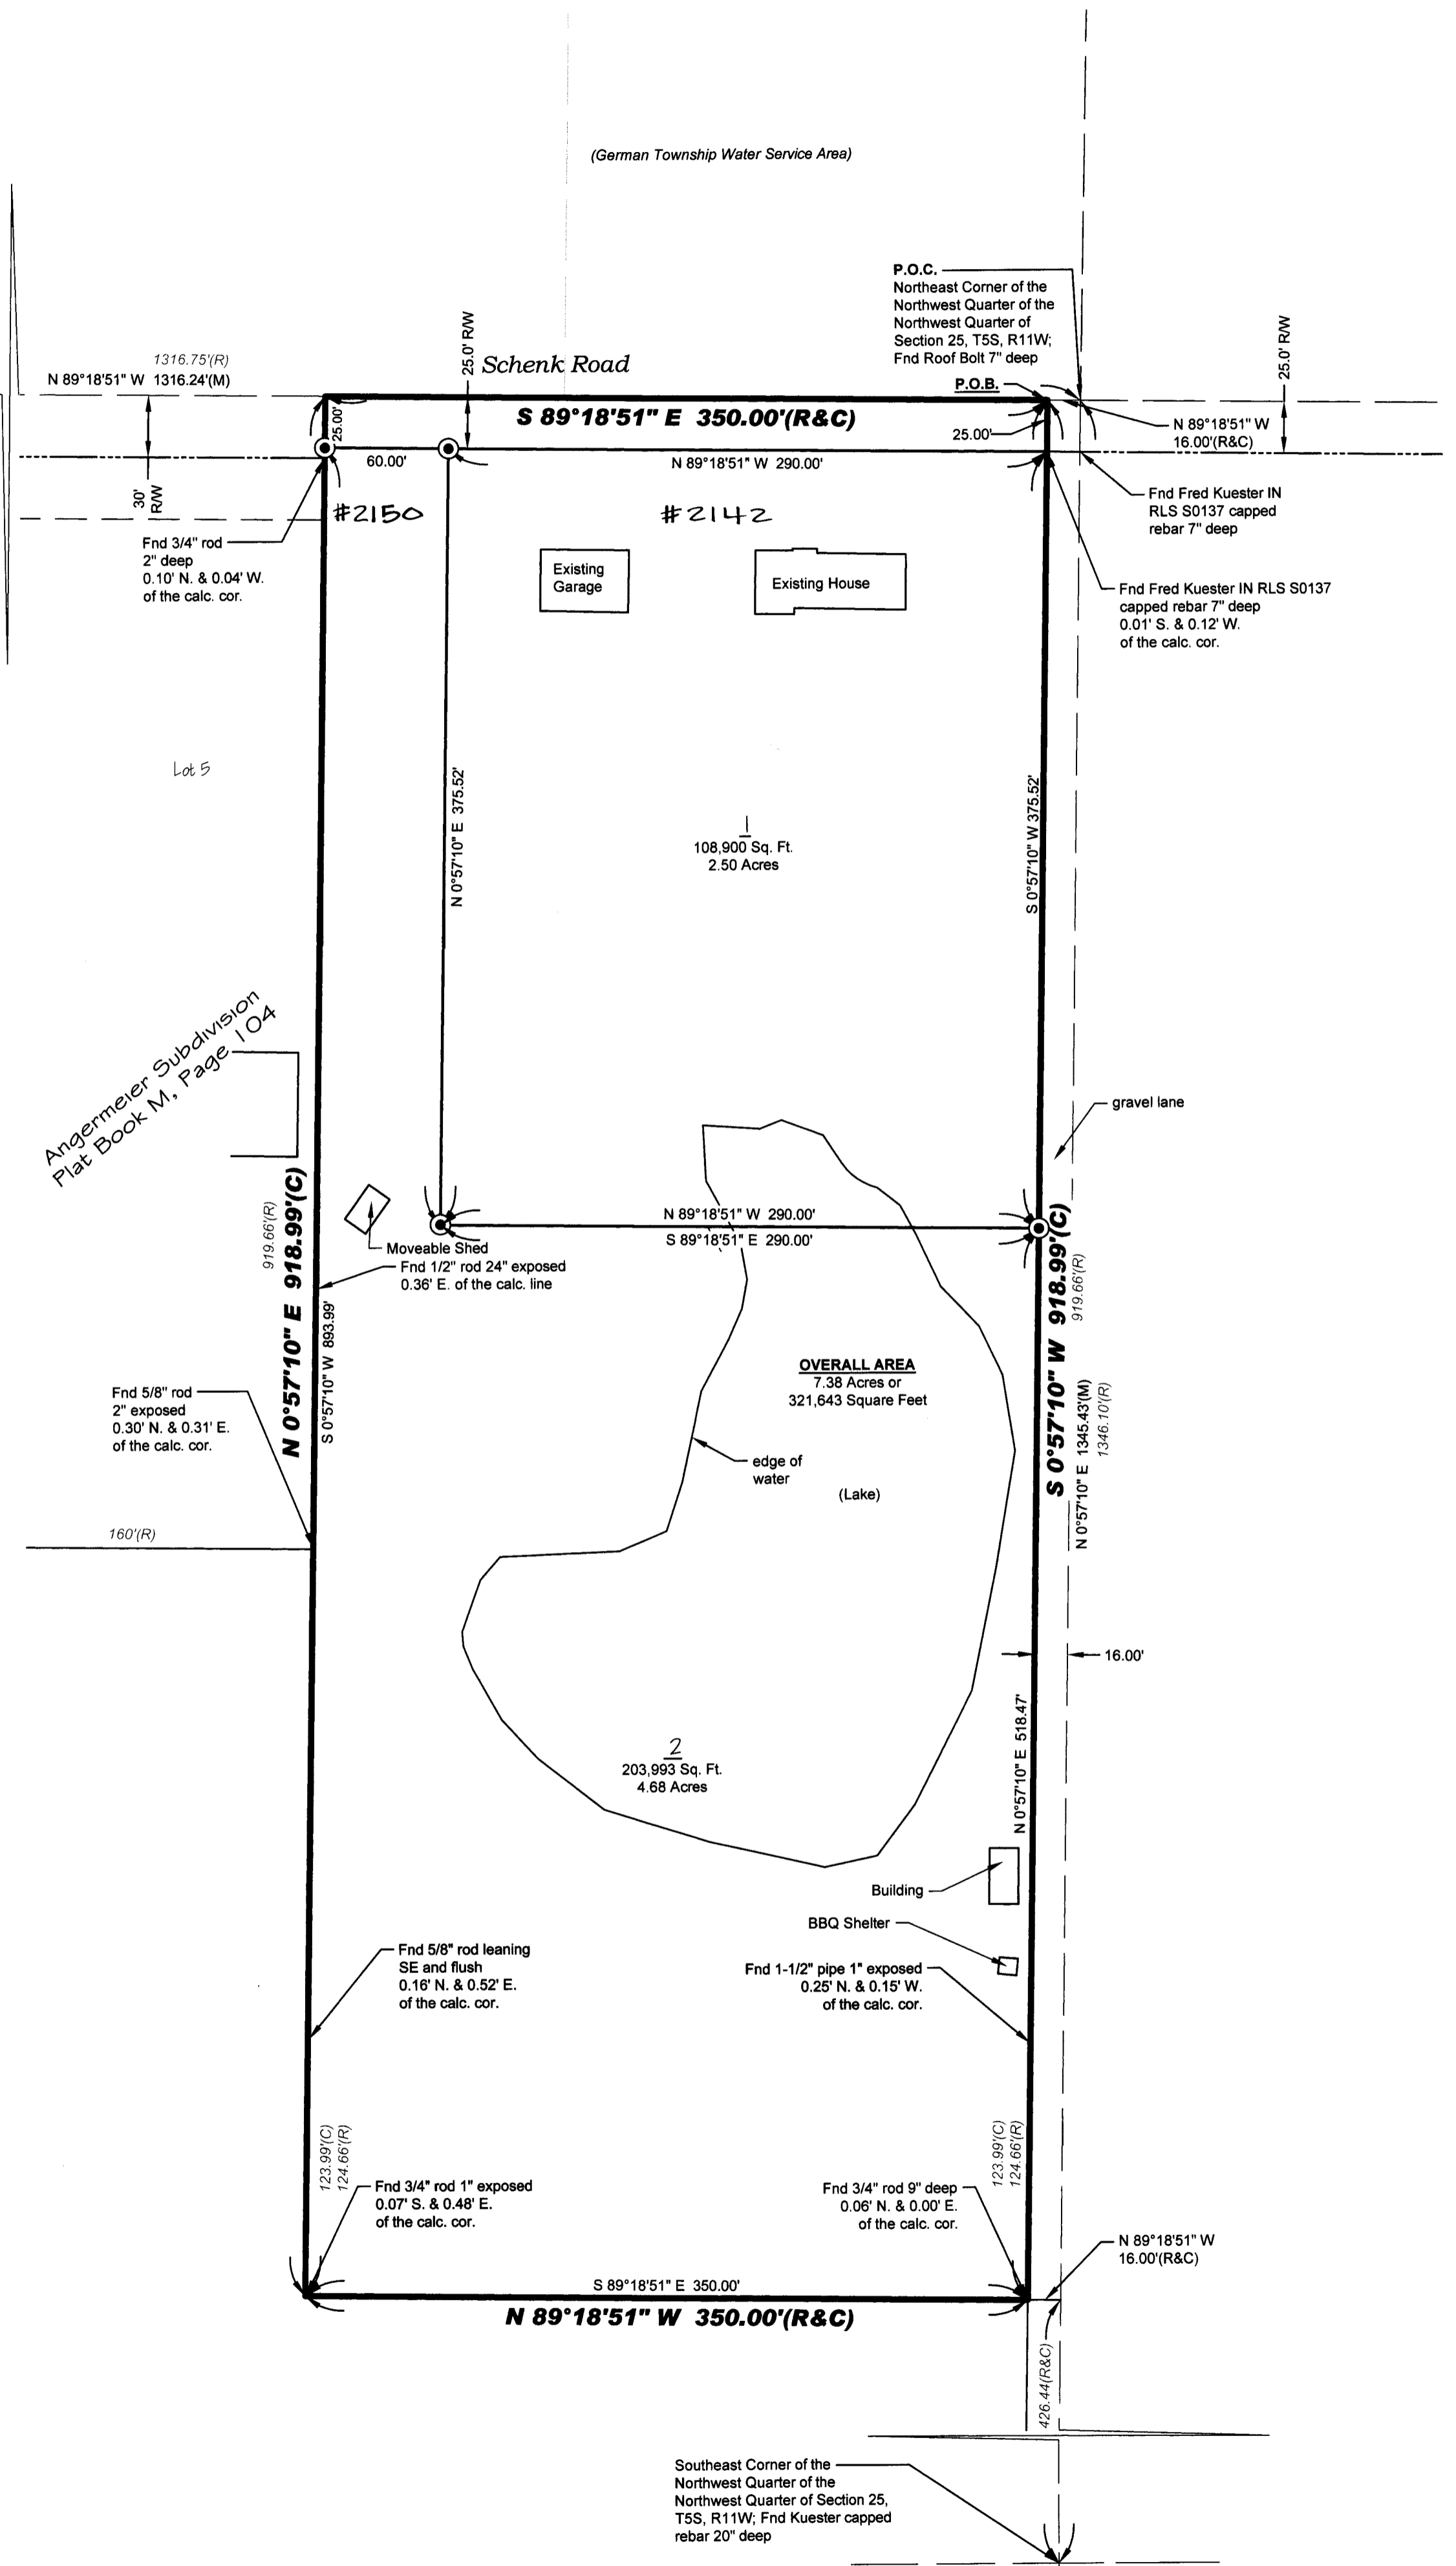 (German Township Water Service Area)
P.O.C.
Northeast Corner of the
Northwest Quarter of the
Northwest Quarter of
Section 25, T5S, R11W;
Fnd Roof Bolt 7" deep
25.0' R/W
25.0' R/W
Schenk Road
1316.75'(R)
N 89°18'51" W 1316.24'(M)
P.O.B.
S 89°18'51" E 350.00'(R&C)
25.00'
25.00'
N 89°18'51" W
16.00'(R&C)
60.00'
N 89°18'51" W 290.00'
30'
R/W
#2150
#2142
Fnd Fred Kuester IN
RLS S0137 capped
rebar 7" deep
Fnd 3/4" rod
2" deep
0.10' N. & 0.04' W.
of the calc. cor.
Existing
Garage
Existing House
Fnd Fred Kuester IN RLS S0137
capped rebar 7" deep
0.01' S. & 0.12' W.
of the calc. cor.
Lot 5
N 0°57'10" E 375.52'
S 0°57'10" W 375.52'
1
108,900 Sq. Ft.
2.50 Acres
Angermeier Subdivision
Plat Book M, Page 104
gravel lane
919.66'(R)
N 0°57'10" E 918.99'(C)
S 0°57'10" W 893.99'
N 89°18'51" W 290.00'
S 89°18'51" E 290.00'
Moveable Shed
Fnd 1/2" rod 24" exposed
0.36' E. of the calc. line
S 0°57'10" W 918.99'(C)
919.66'(R)
N 0°57'10" E 1345.43'(M)
1346.10'(R)
OVERALL AREA
7.38 Acres or
321,643 Square Feet
Fnd 5/8" rod
2" exposed
0.30' N. & 0.31' E.
of the calc. cor.
edge of
water
(Lake)
160'(R)
16.00'
N 0°57'10" E 518.47'
2
203,993 Sq. Ft.
4.68 Acres
Building
BBQ Shelter
Fnd 5/8" rod leaning
SE and flush
0.16' N. & 0.52' E.
of the calc. cor.
Fnd 1-1/2" pipe 1" exposed
0.25' N. & 0.15' W.
of the calc. cor.
123.99'(C)
124.66'(R)
123.99'(C)
124.66'(R)
Fnd 3/4" rod 1" exposed
0.07' S. & 0.48' E.
of the calc. cor.
Fnd 3/4" rod 9" deep
0.06' N. & 0.00' E.
of the calc. cor.
N 89°18'51" W
16.00'(R&C)
S 89°18'51" E 350.00'
N 89°18'51" W 350.00'(R&C)
426.44(R&C)
Southeast Corner of the
Northwest Quarter of the
Northwest Quarter of Section 25,
T5S, R11W; Fnd Kuester capped
rebar 20" deep